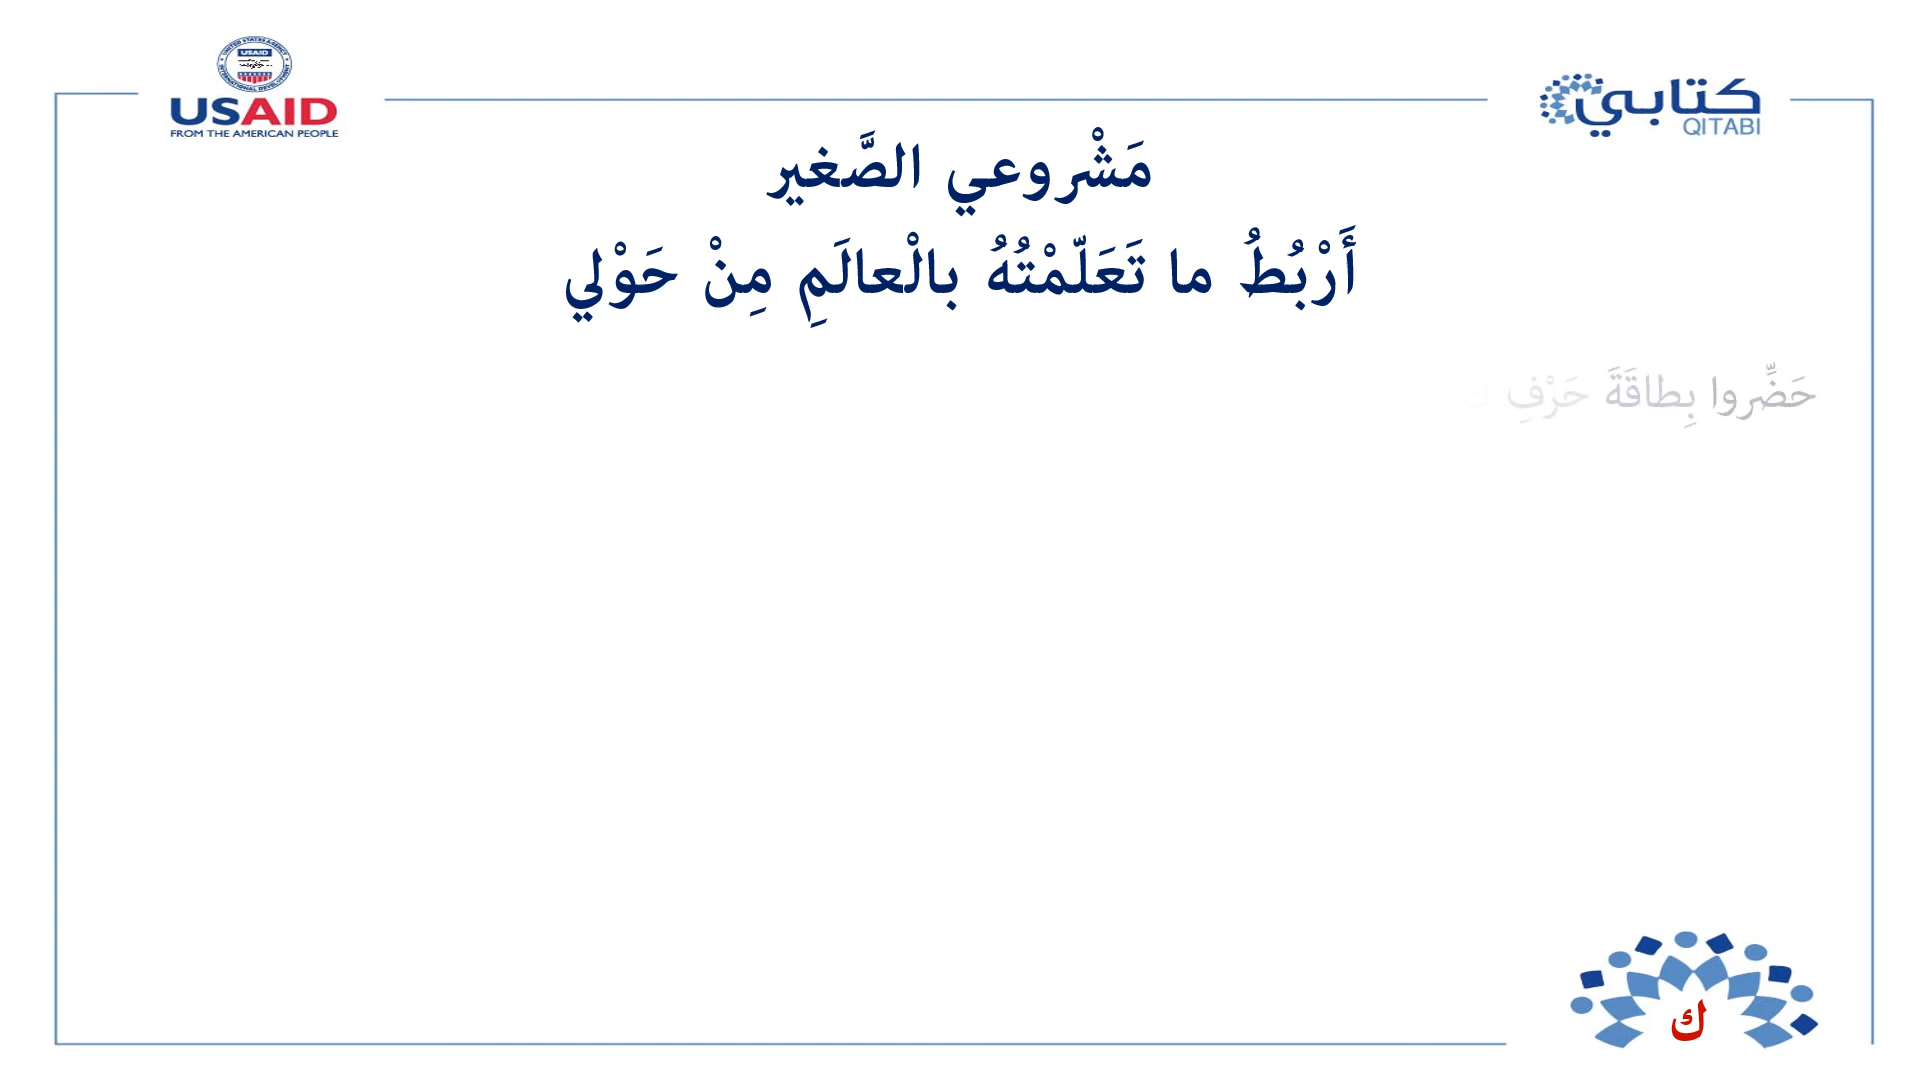 USAID
FROM THE AMERICAN PEOPLE
كتابي
QITABI
مَشْروعي الصَّغير
أَرْبُطُ ما تَعَلَّمْتُهُ بالْعالَمِ مِنْ حَوْلي
حَضِّروا بِطاقَةَ حَرْفِ
ك